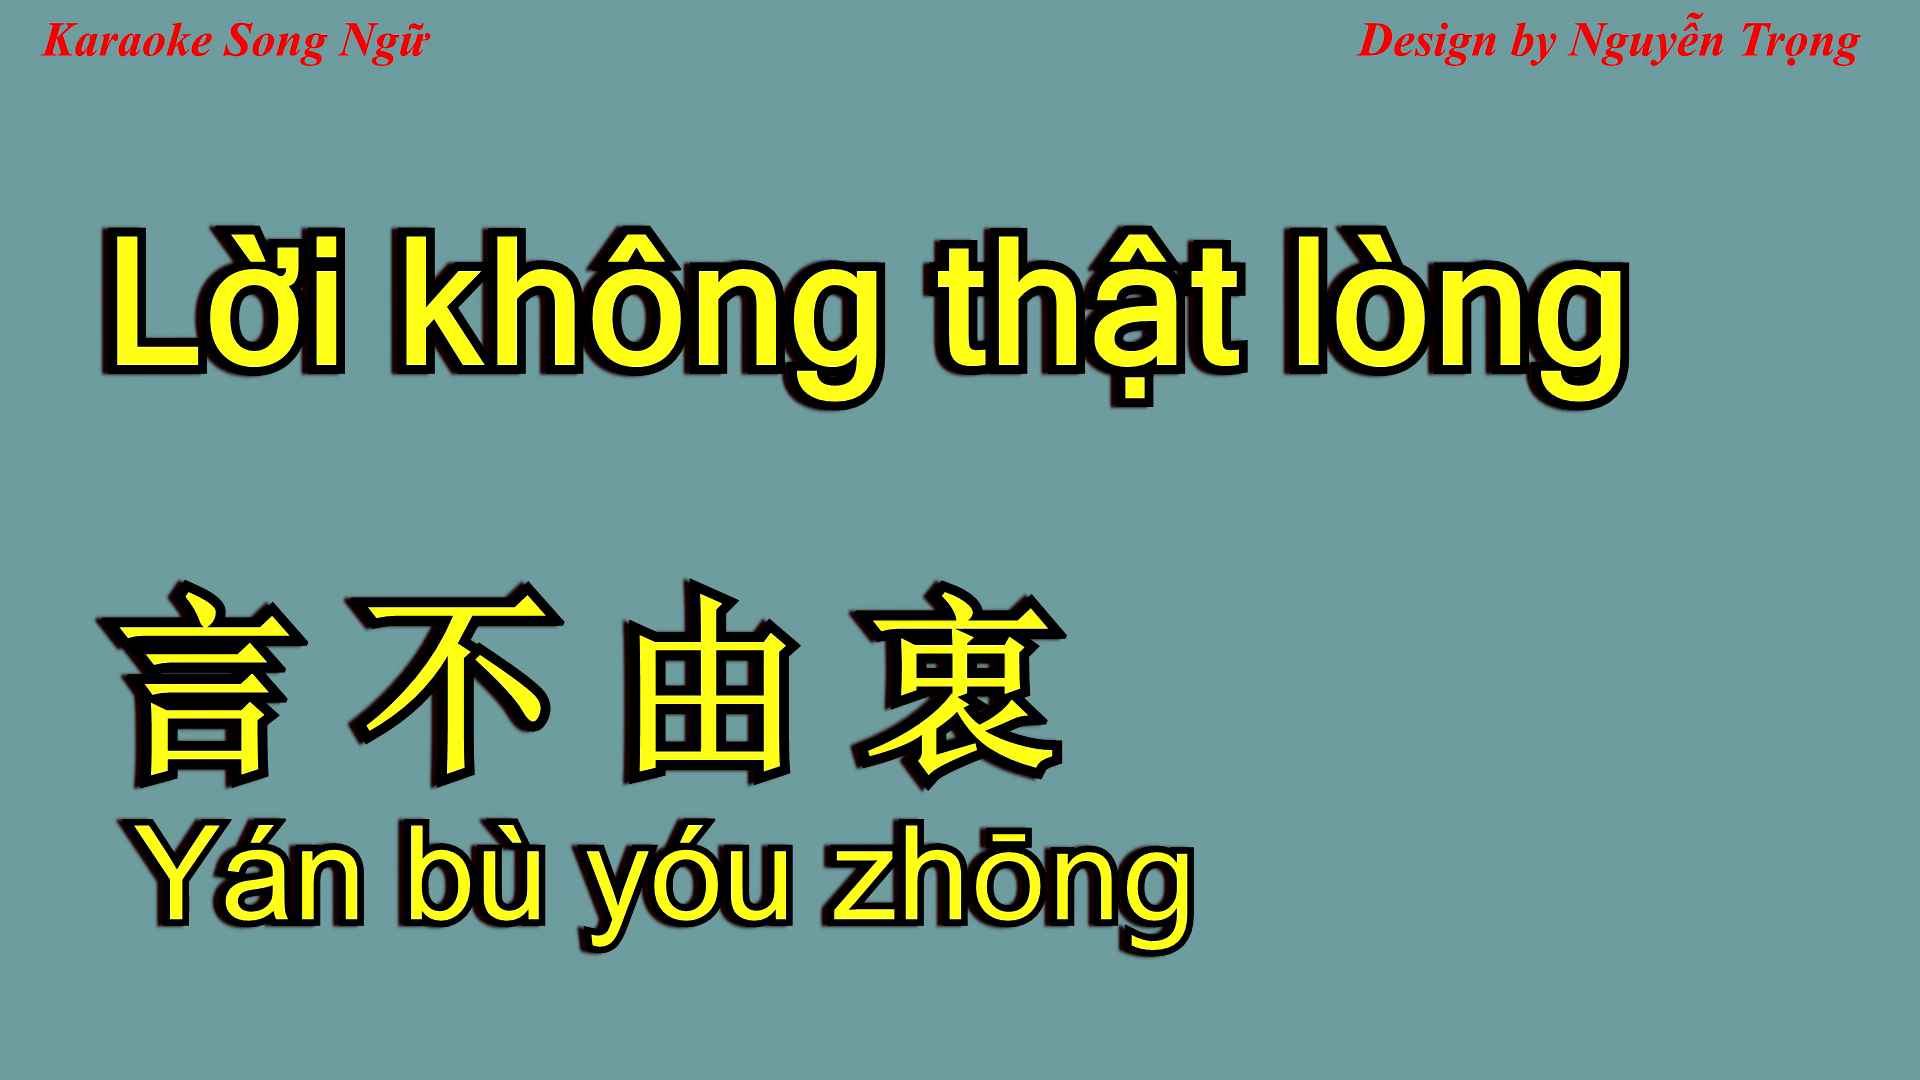 Karaoke Song Ngữ
Design by Nguyễn Trọng
Lời không thật lòng
言不由衷
Yán bù yóu zhōng